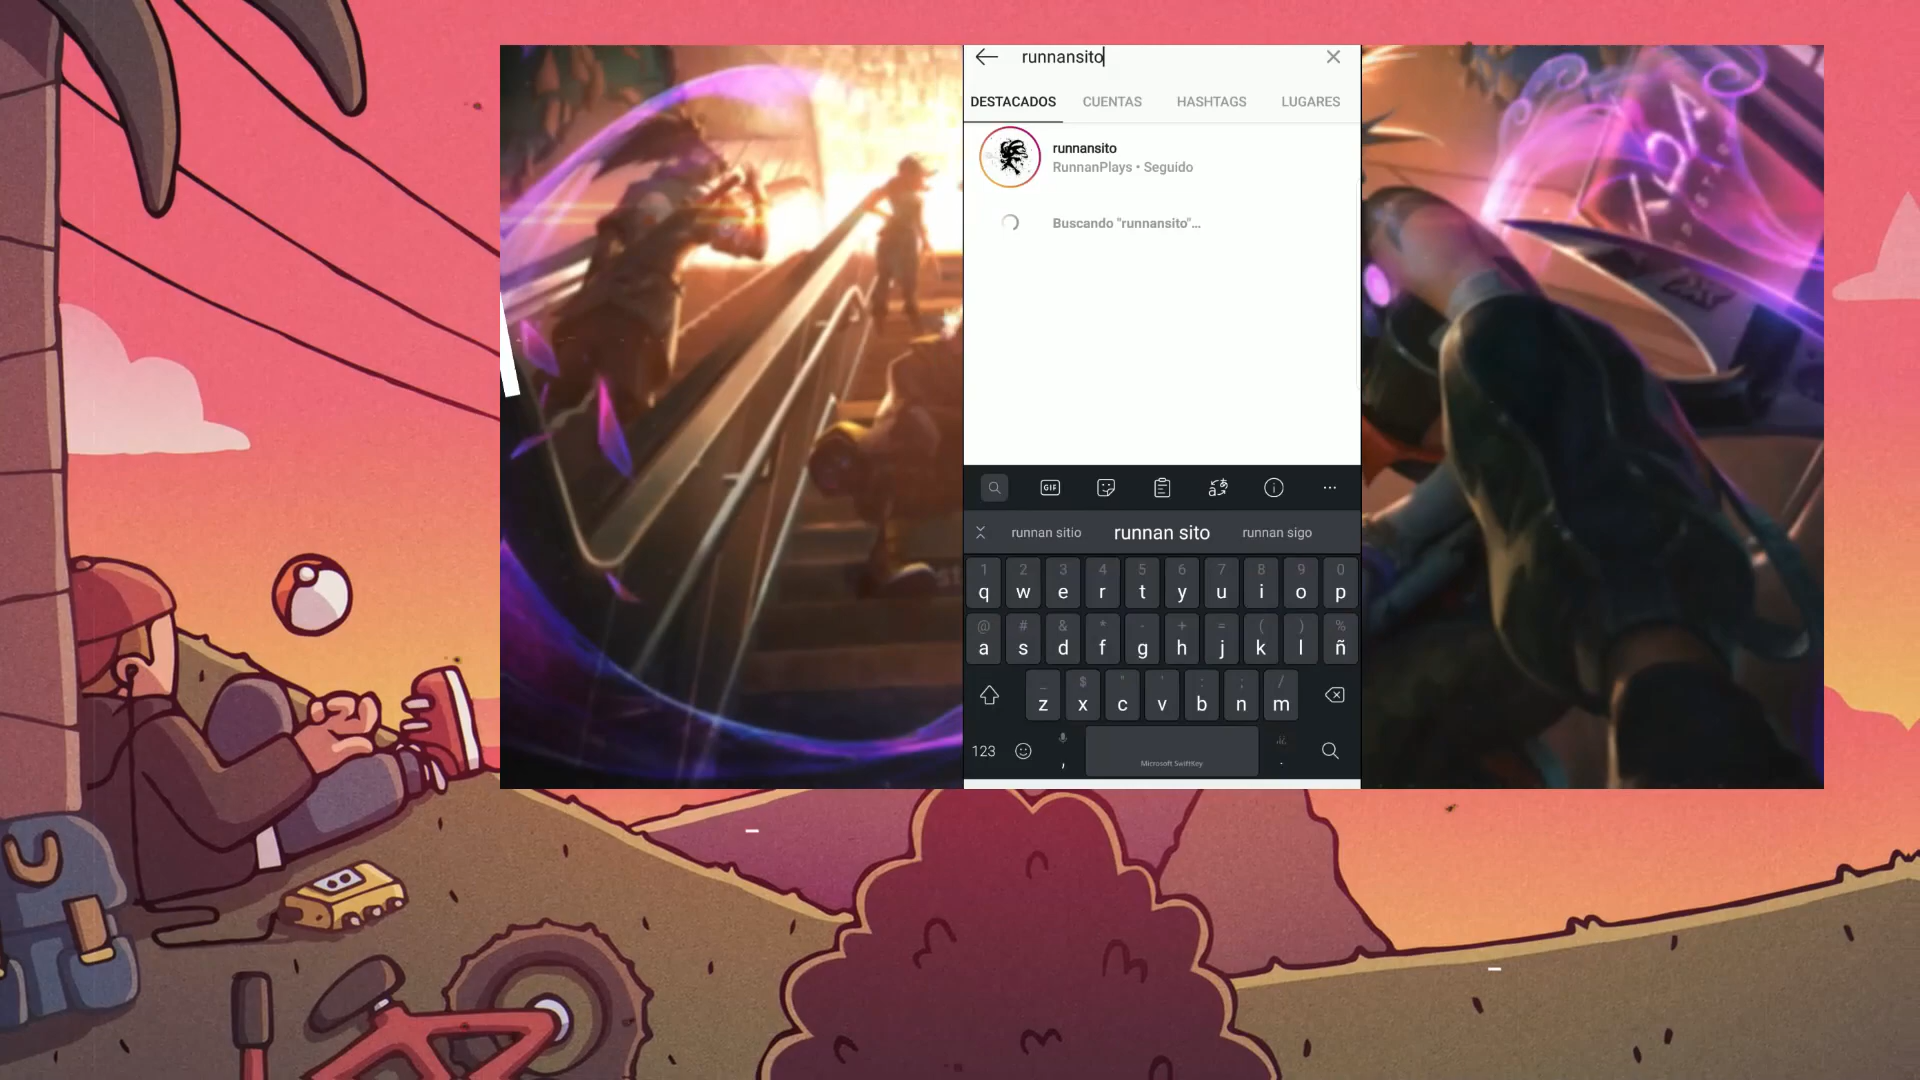 runnansito
DESTACADOS CUENTAS HASHTAGS LUGARES
runnansito
RunnanPlays • Seguido
Buscando "runnansito"...
GIF
runnan sitio runnan sito runnan sigo
1 2 3 4 5 6 7 8 9 0
q w e r t y u i o p
@ # & * - + = ( ) %
a s d f g h j k l ñ
_ $ " ' : ; /
z x c v b n m
123 , Microsoft SwiftKey .